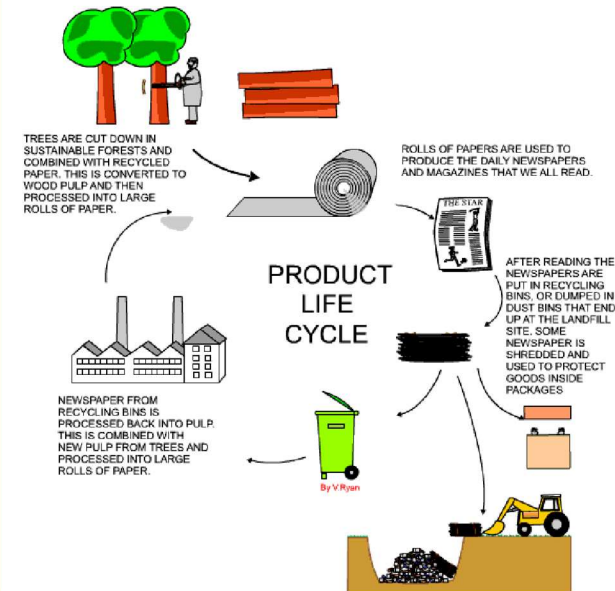 TREES ARE CUT DOWN IN
SUSTAINABLE FORESTS AND
COMBINED WITH RECYCLED
PAPER. THIS IS CONVERTED TO
WOOD PULP AND THEN
PROCESSED INTO LARGE
ROLLS OF PAPER.
ROLLS OF PAPERS ARE USED TO
PRODUCE THE DAILY NEWSPAPERS
AND MAGAZINES THAT WE ALL READ.
THE STAR
AFTER READING THE
NEWSPAPERS ARE
PUT IN RECYCLING
BINS, OR DUMPED IN
DUST BINS THAT END
UP AT THE LANDFILL
SITE. SOME
NEWSPAPER IS
SHREDDED AND
USED TO PROTECT
GOODS INSIDE
PACKAGES
PRODUCT
LIFE
CYCLE
NEWSPAPER FROM
RECYCLING BINS IS
PROCESSED BACK INTO PULP.
THIS IS COMBINED WITH
NEW PULP FROM TREES AND
PROCESSED INTO LARGE
ROLLS OF PAPER.
By V.Ryan